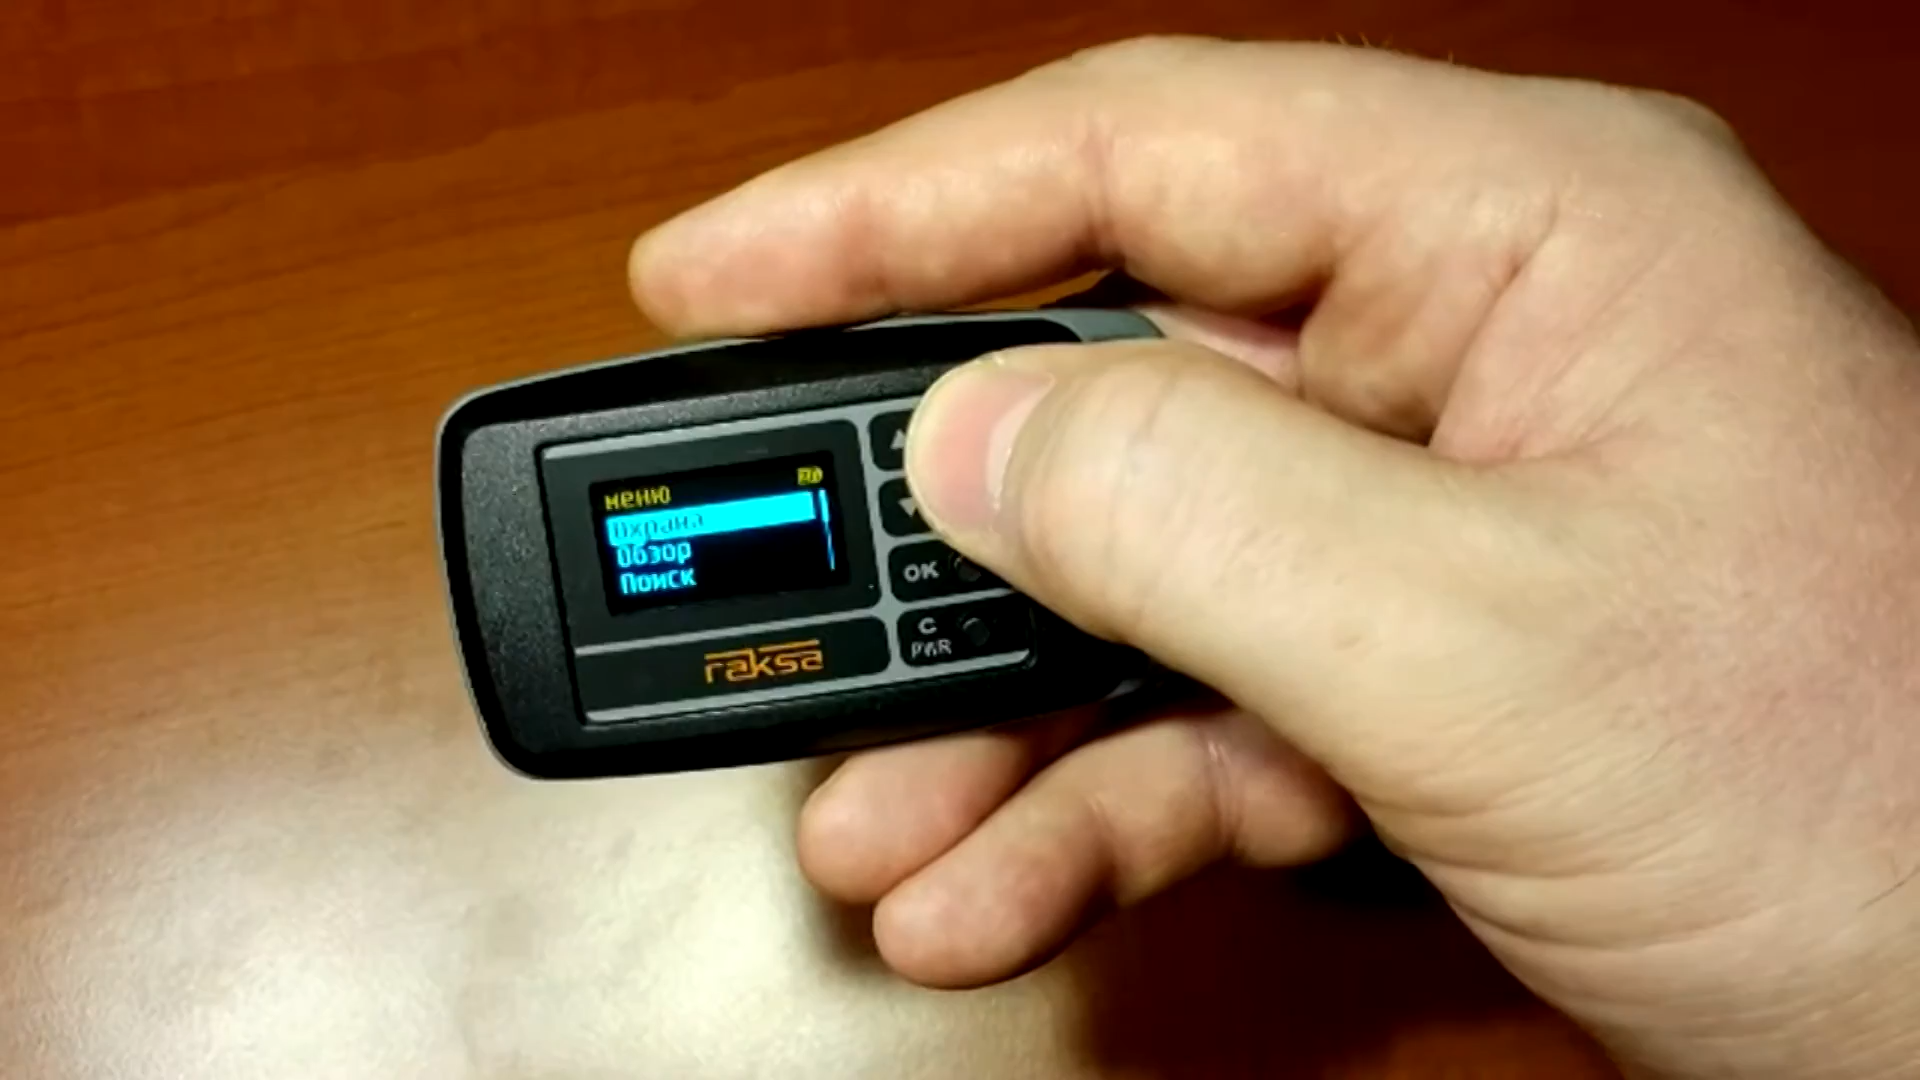 меню
Охрана
Обзор
Поиск
raksa
OK
C
PWR